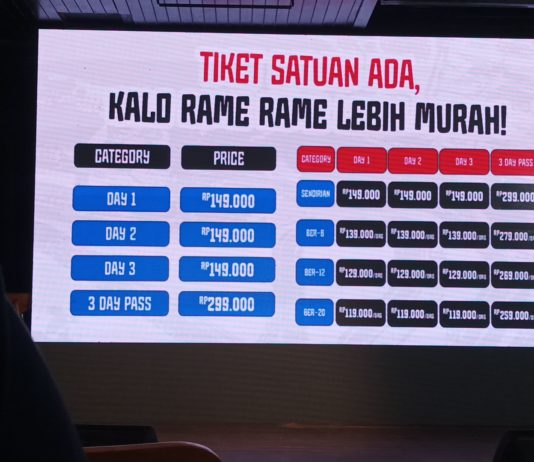 TIKET SATUAN ADA,
KALO RAME RAME LEBIH MURAH!
CATEGORY PRICE
DAY 1 RP149.000
DAY 2 RP149.000
DAY 3 RP149.000
3 DAY PASS RP299.000
CATEGORY DAY 1 DAY 2 DAY 3 3 DAY PASS
SENDIRIAN RP149.000 RP149.000 RP149.000 RP299.000
BER-6 RP139.000/ORG RP139.000/ORG RP139.000/ORG RP279.000
BER-12 RP129.000/ORG RP129.000/ORG RP129.000/ORG RP269.000
BER-20 RP119.000/ORG RP119.000/ORG RP119.000/ORG RP259.000